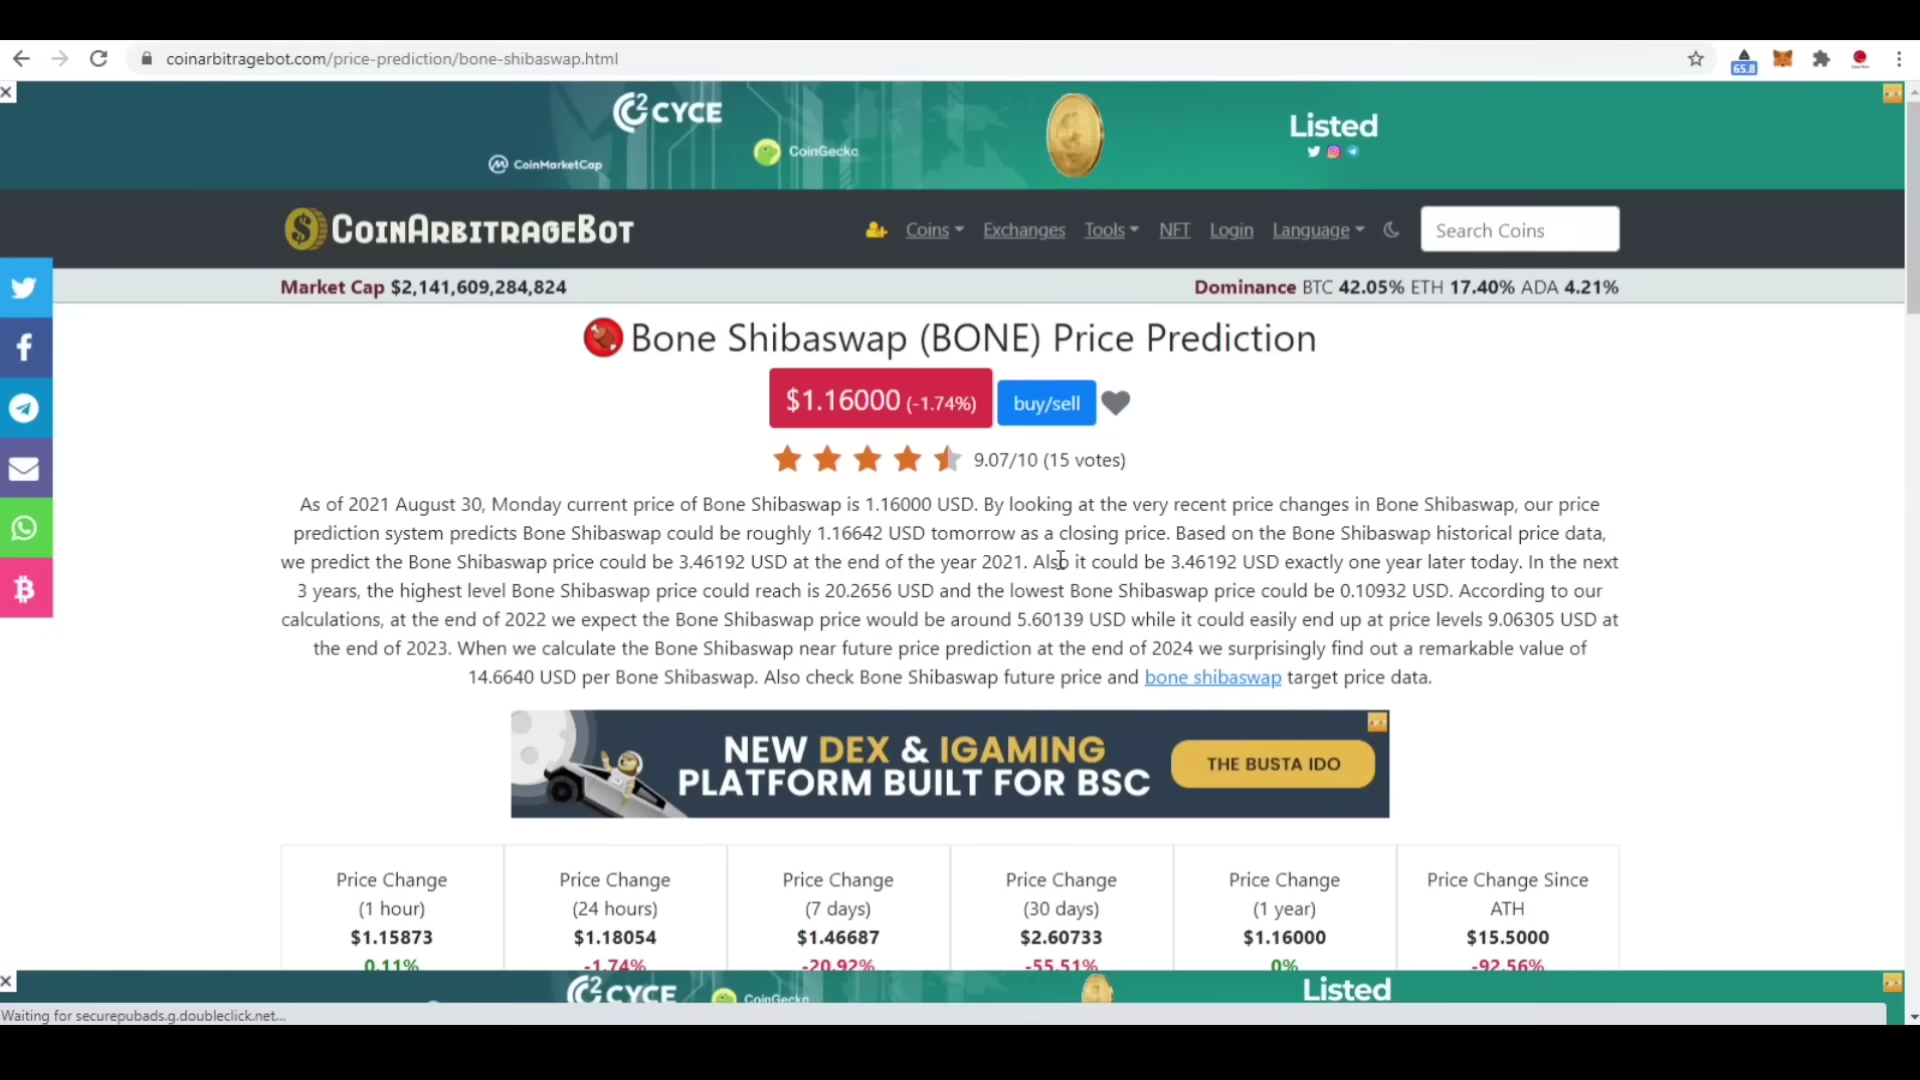 coinarbitragebot.com/price-prediction/bone-shibaswap.html
65.8
CYCE
CoinMarketCap
CoinGecko
Listed
COINARBITRAGEBOT
Coins Exchanges Tools NFT Login Language Search Coins
Market Cap $2,141,609,284,824
Dominance BTC 42.05% ETH 17.40% ADA 4.21%
Bone Shibaswap (BONE) Price Prediction
$1.16000 (-1.74%) buy/sell
9.07/10 (15 votes)
As of 2021 August 30, Monday current price of Bone Shibaswap is 1.16000 USD. By looking at the very recent price changes in Bone Shibaswap, our price
prediction system predicts Bone Shibaswap could be roughly 1.16642 USD tomorrow as a closing price. Based on the Bone Shibaswap historical price data,
we predict the Bone Shibaswap price could be 3.46192 USD at the end of the year 2021. Also it could be 3.46192 USD exactly one year later today. In the next
3 years, the highest level Bone Shibaswap price could reach is 20.2656 USD and the lowest Bone Shibaswap price could be 0.10932 USD. According to our
calculations, at the end of 2022 we expect the Bone Shibaswap price would be around 5.60139 USD while it could easily end up at price levels 9.06305 USD at
the end of 2023. When we calculate the Bone Shibaswap near future price prediction at the end of 2024 we surprisingly find out a remarkable value of
14.6640 USD per Bone Shibaswap. Also check Bone Shibaswap future price and bone shibaswap target price data.
NEW DEX & IGAMING
PLATFORM BUILT FOR BSC
THE BUSTA IDO
Price Change Price Change Price Change Price Change Price Change Price Change Since
(1 hour) (24 hours) (7 days) (30 days) (1 year) ATH
$1.15873 $1.18054 $1.46687 $2.60733 $1.16000 $15.5000
0.11% -1.74% -20.92% -55.51% 0% -92.56%
CYCE CoinGecko Listed
Waiting for securepubads.g.doubleclick.net...